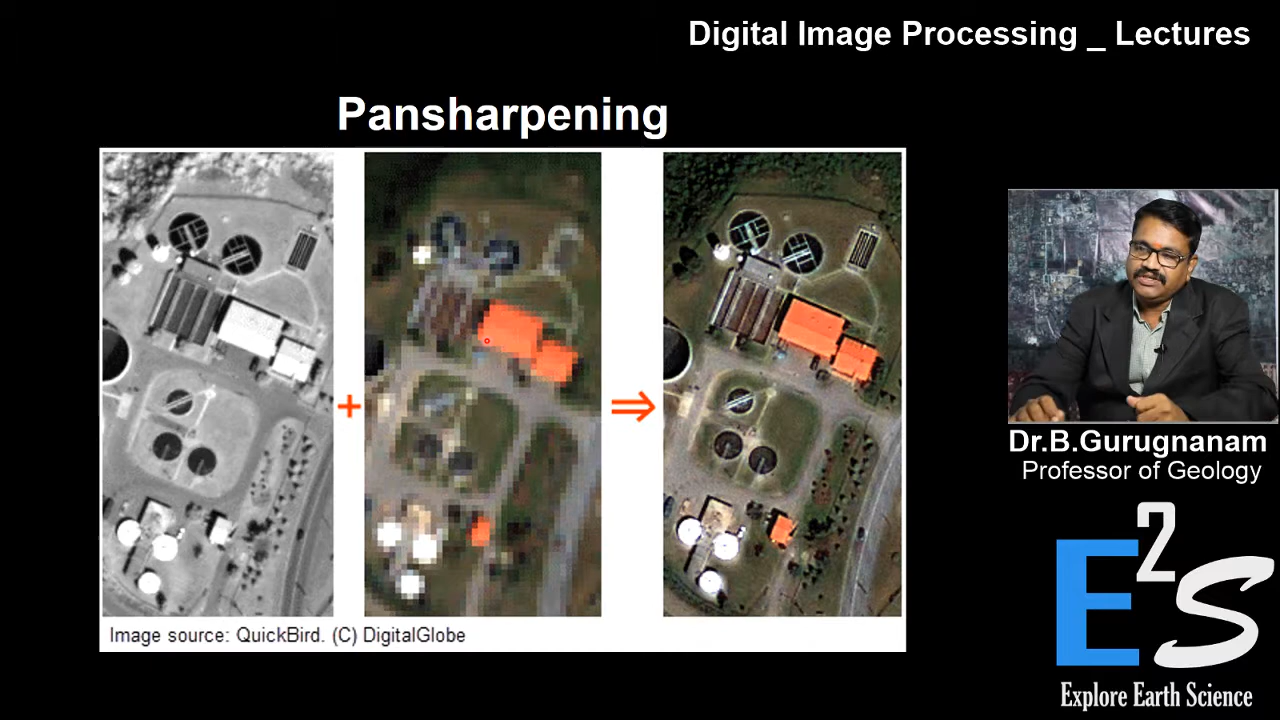 Digital Image Processing _ Lectures
Pansharpening
+
⇒
Image source: QuickBird. (C) DigitalGlobe
Dr.B.Gurugnanam
Professor of Geology
E2S
Explore Earth Science